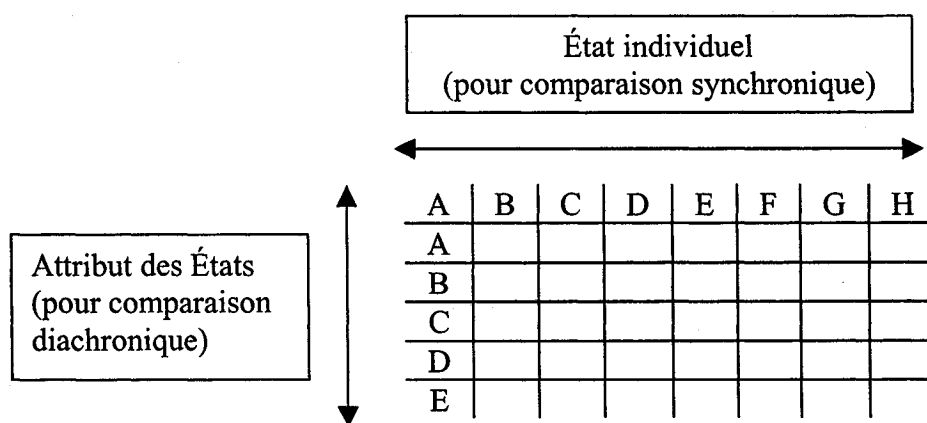 État individuel
(pour comparaison synchronique)
Attribut des États
(pour comparaison
diachronique)
A B C D E F G H
A
B
C
D
E